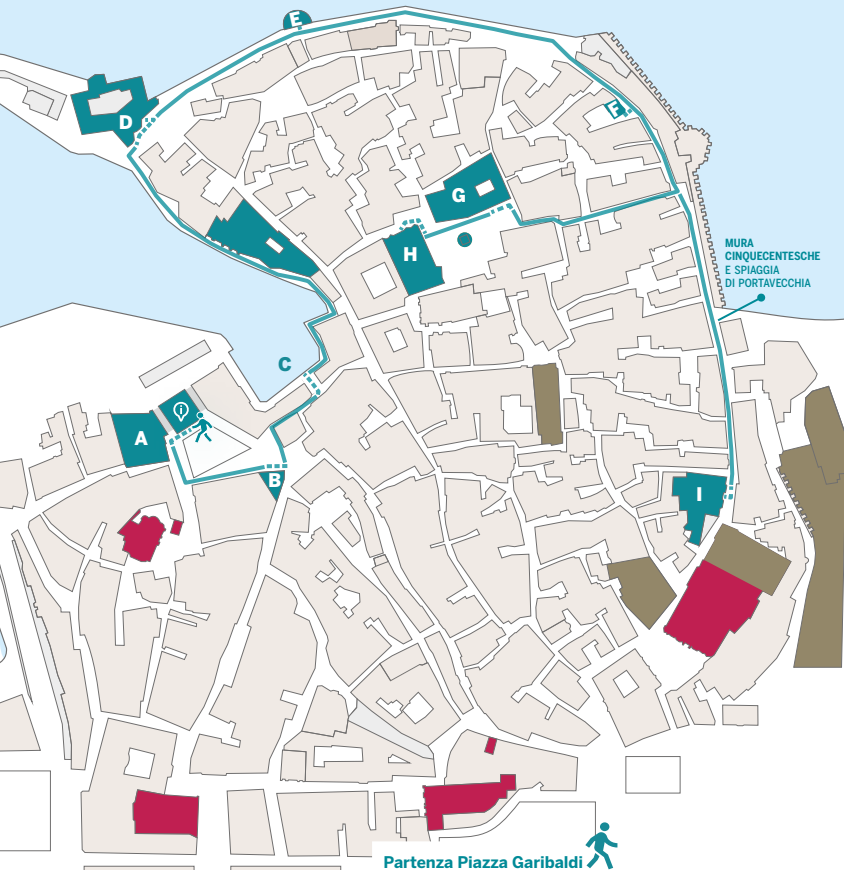 E
D
F
G
H
MURA
CINQUECENTESCHE
E SPIAGGIA
DI PORTAVECCHIA
C
i
A
B
I
Partenza Piazza Garibaldi